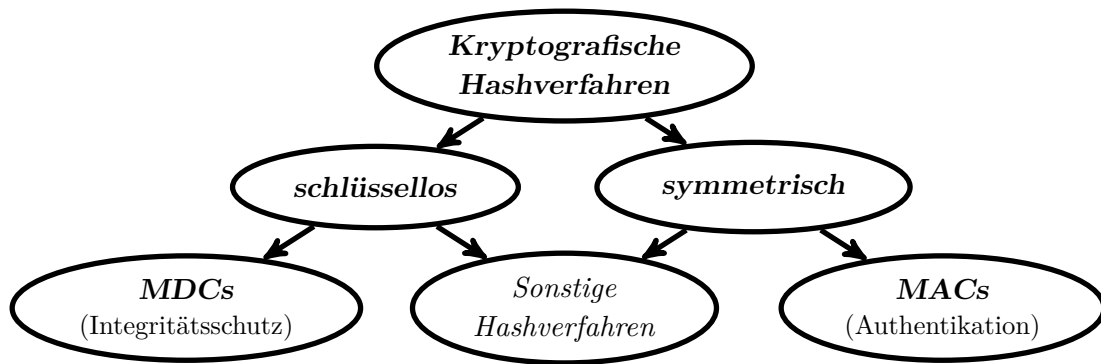 Kryptografische
Hashverfahren
schlüssellos
symmetrisch
MDCs
(Integritätsschutz)
Sonstige
Hashverfahren
MACs
(Authentikation)